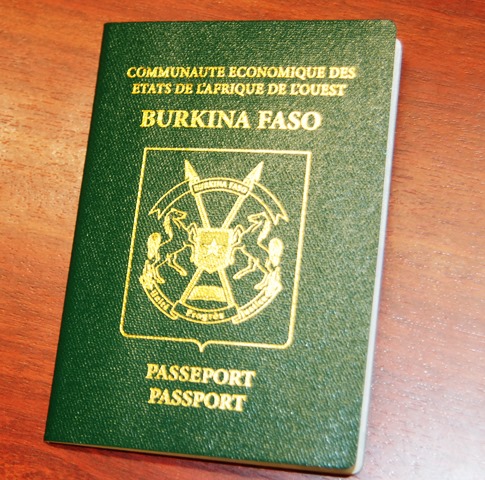 COMMUNAUTE ECONOMIQUE DES
ETATS DE L'AFRIQUE DE L'OUEST
BURKINA FASO
BURKINA FASO
Unité Progrès Justice
PASSEPORT
PASSPORT